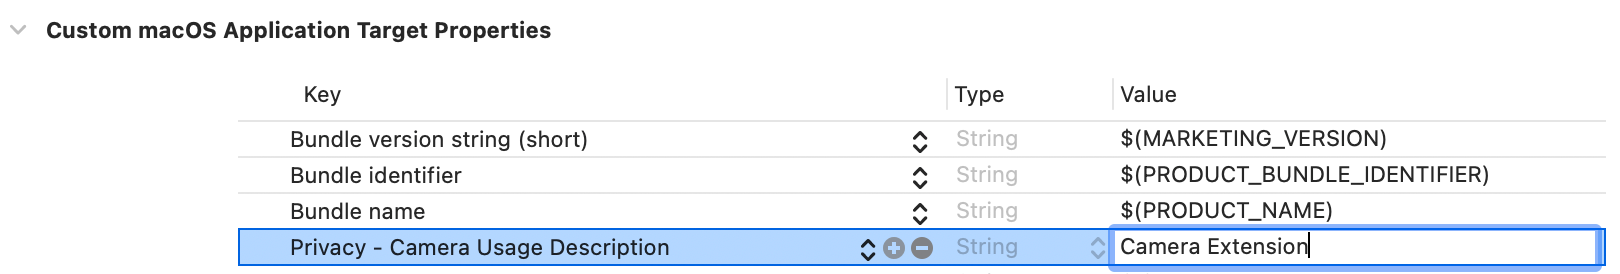 Custom macOS Application Target Properties
Key Type Value
Bundle version string (short) String $(MARKETING_VERSION)
Bundle identifier String $(PRODUCT_BUNDLE_IDENTIFIER)
Bundle name String $(PRODUCT_NAME)
Privacy - Camera Usage Description String Camera Extension